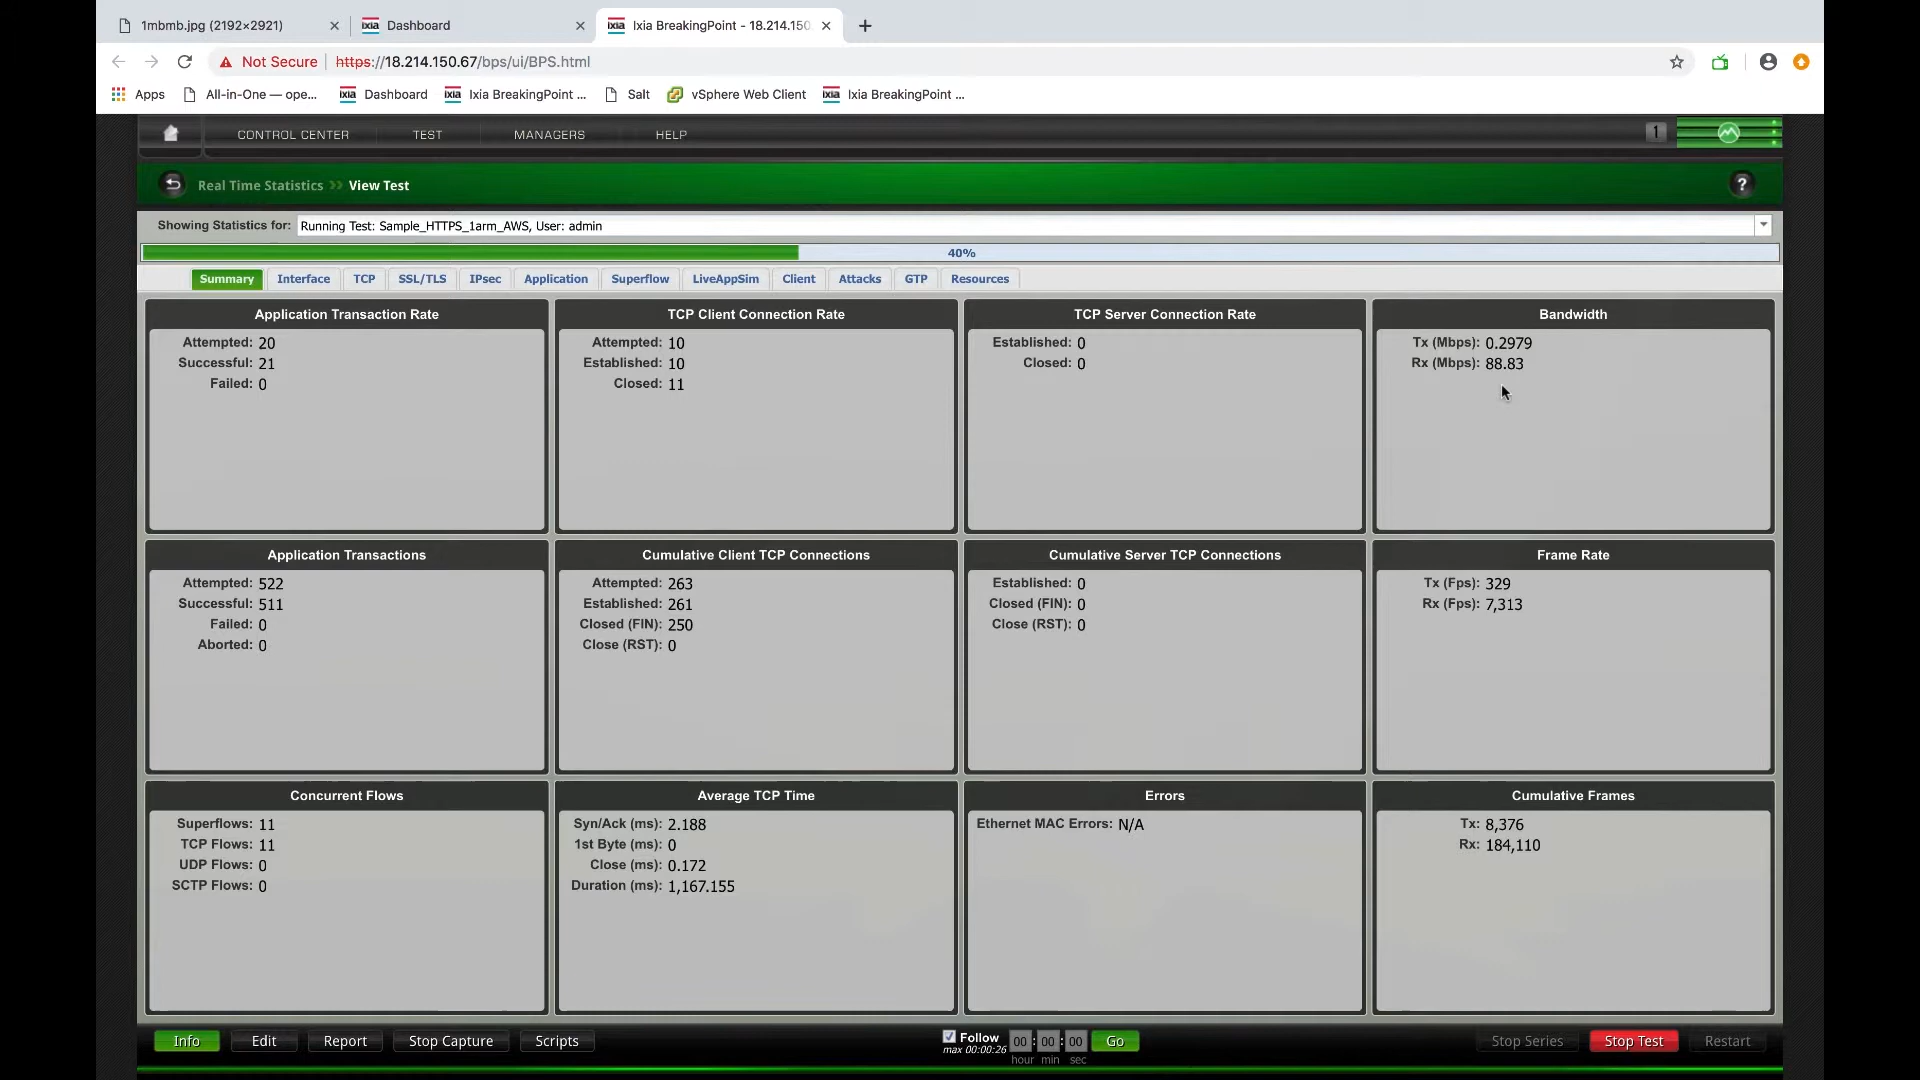 1mbmb.jpg (2192×2921)
ixia Dashboard
ixia Ixia BreakingPoint - 18.214.150
Not Secure https://18.214.150.67/bps/ui/BPS.html
Apps All-in-One — ope... ixia Dashboard ixia Ixia BreakingPoint ... Salt vSphere Web Client ixia Ixia BreakingPoint ...
CONTROL CENTER TEST MANAGERS HELP 1
Real Time Statistics >> View Test ?
Showing Statistics for: Running Test: Sample_HTTPS_1arm_AWS, User: admin
40%
Summary Interface TCP SSL/TLS IPsec Application Superflow LiveAppSim Client Attacks GTP Resources
Application Transaction Rate
Attempted: 20
Successful: 21
Failed: 0
TCP Client Connection Rate
Attempted: 10
Established: 10
Closed: 11
TCP Server Connection Rate
Established: 0
Closed: 0
Bandwidth
Tx (Mbps): 0.2979
Rx (Mbps): 88.83
Application Transactions
Attempted: 522
Successful: 511
Failed: 0
Aborted: 0
Cumulative Client TCP Connections
Attempted: 263
Established: 261
Closed (FIN): 250
Close (RST): 0
Cumulative Server TCP Connections
Established: 0
Closed (FIN): 0
Close (RST): 0
Frame Rate
Tx (Fps): 329
Rx (Fps): 7,313
Concurrent Flows
Superflows: 11
TCP Flows: 11
UDP Flows: 0
SCTP Flows: 0
Average TCP Time
Syn/Ack (ms): 2.188
1st Byte (ms): 0
Close (ms): 0.172
Duration (ms): 1,167.155
Errors
Ethernet MAC Errors: N/A
Cumulative Frames
Tx: 8,376
Rx: 184,110
Info Edit Report Stop Capture Scripts Follow 00 : 00 : 00 Go Stop Series Stop Test Restart
max 00:00:26
hour min sec